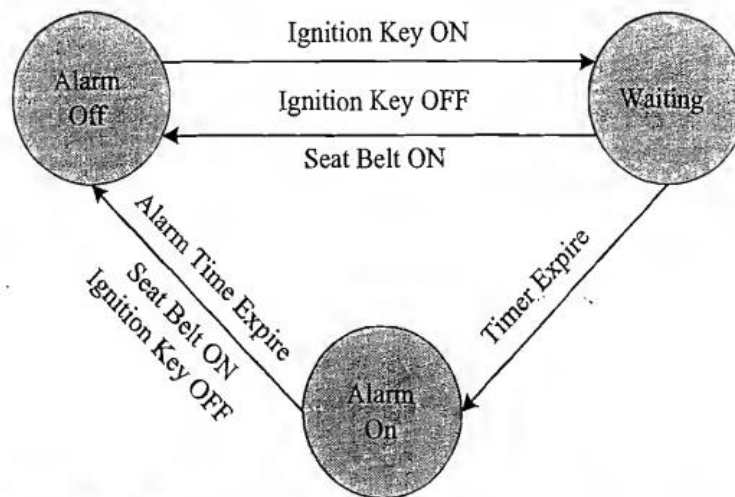 Ignition Key ON
Alarm
Off
Ignition Key OFF
Waiting
Seat Belt ON
Alarm Time Expire
Seat Belt ON
Ignition Key OFF
Timer Expire
Alarm
On